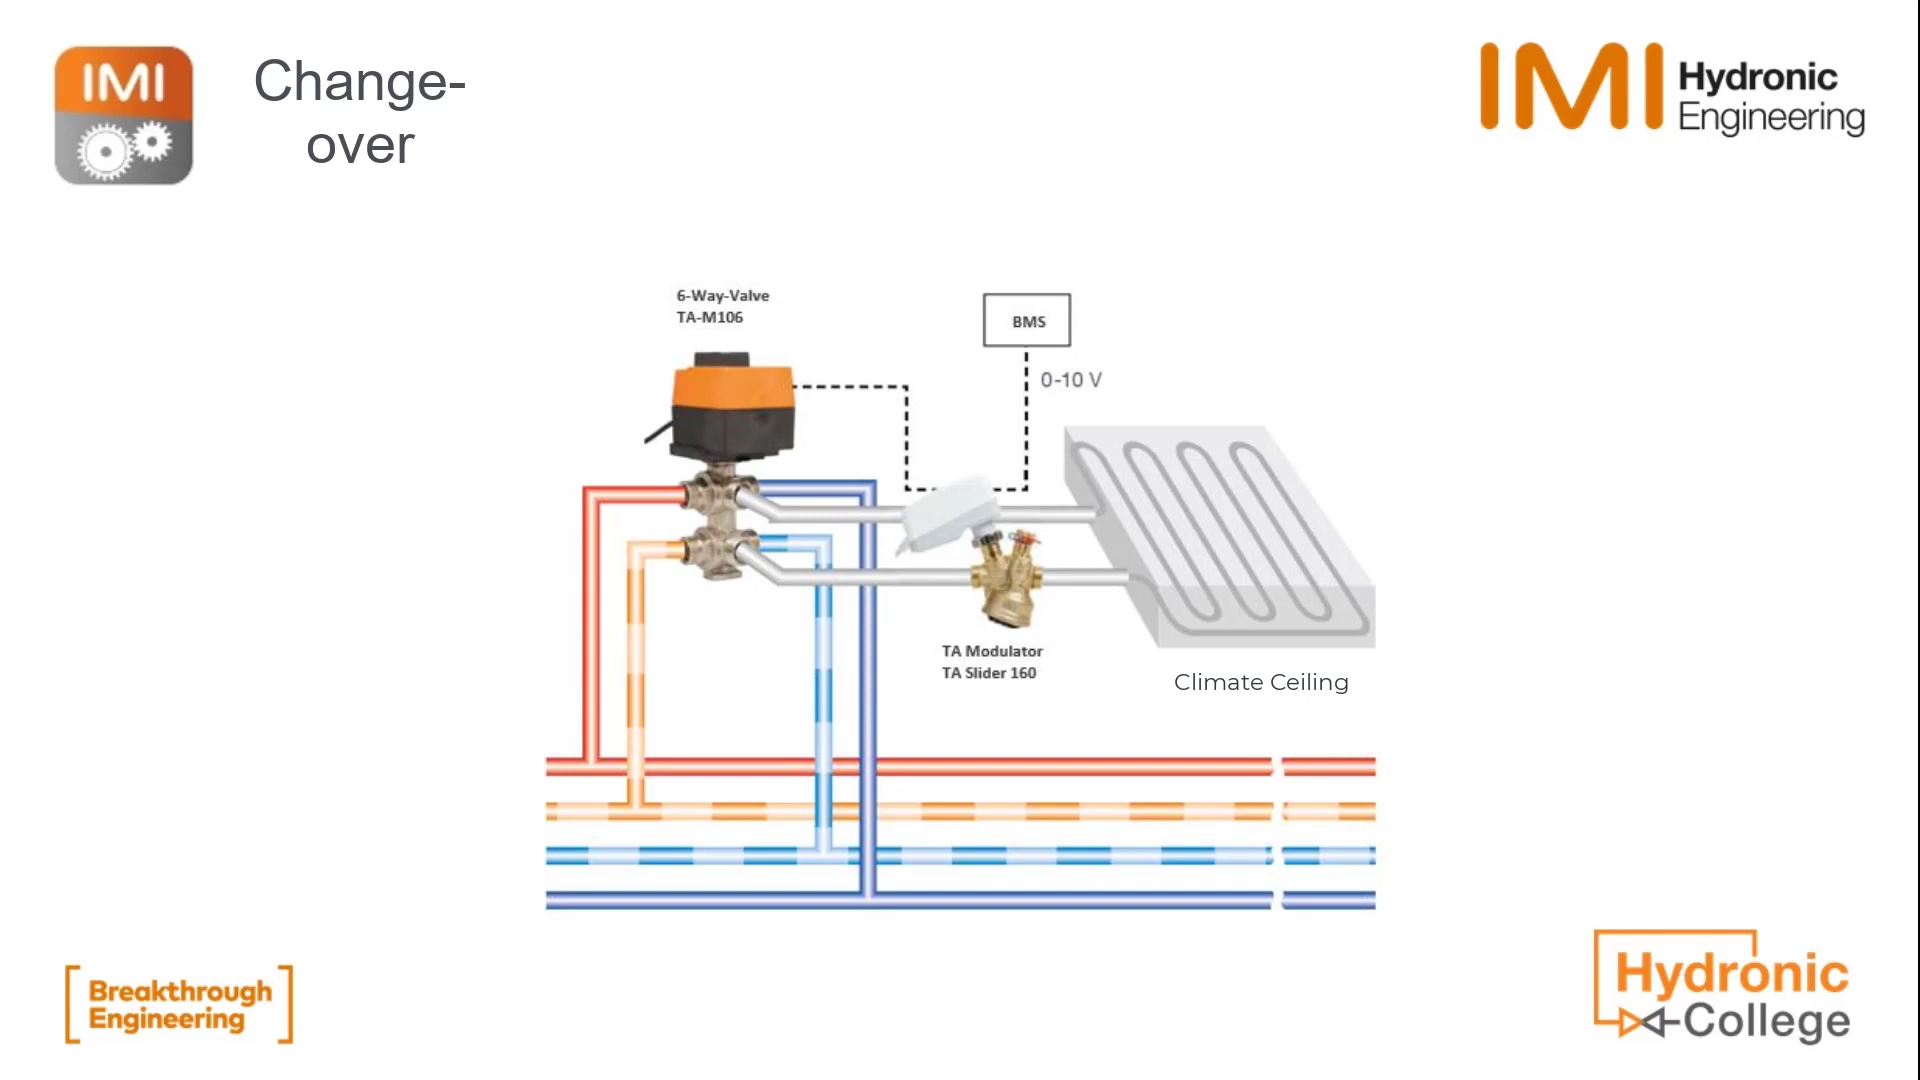 IMI
Change-
over
IMI Hydronic
Engineering
6-Way-Valve
TA-M106
BMS
0-10 V
TA Modulator
TA Slider 160
Climate Ceiling
Breakthrough
Engineering
Hydronic
College